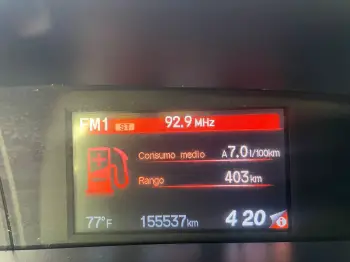 FM1 ST 92.9 MHz
Consumo medio A 7.0 l/100km
Rango 403 km
77°F 155537 km 4 20